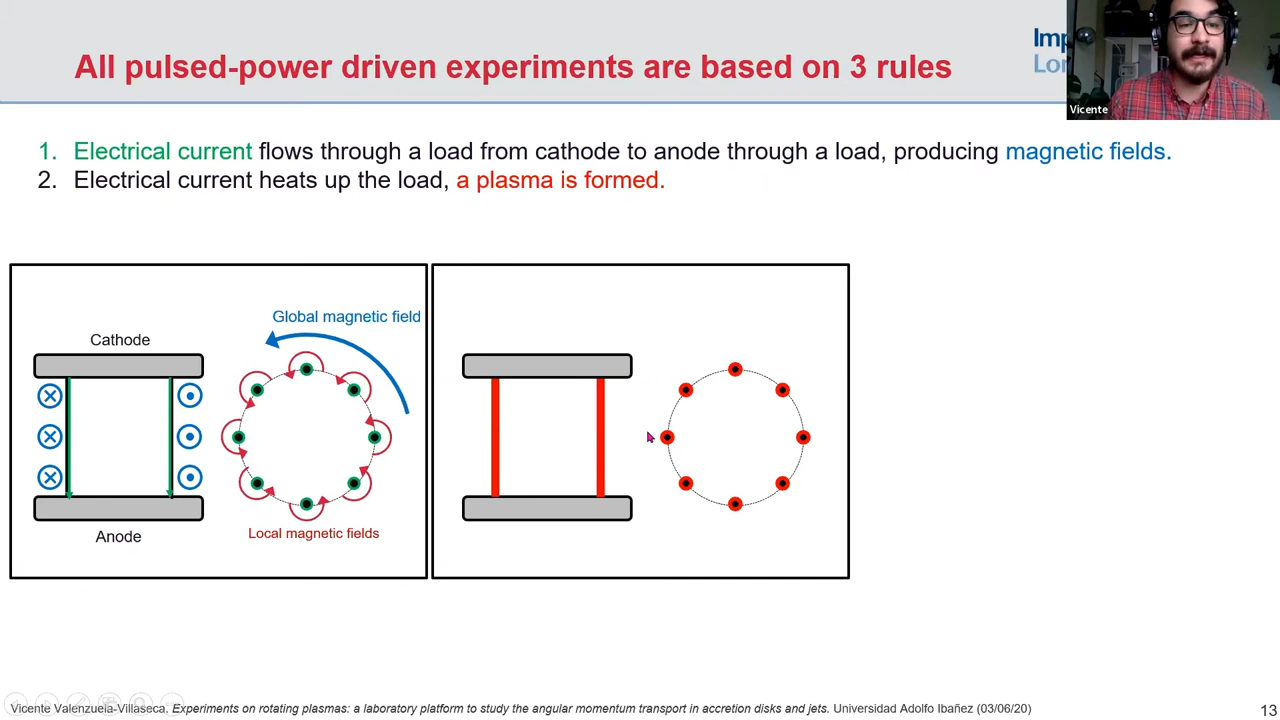 All pulsed-power driven experiments are based on 3 rules
Imp
Lon
Vicente
1. Electrical current flows through a load from cathode to anode through a load, producing magnetic fields.
2. Electrical current heats up the load, a plasma is formed.
Global magnetic field
Cathode
Anode
Local magnetic fields
Vicente Valenzuela-Villaseca. Experiments on rotating plasmas: a laboratory platform to study the angular momentum transport in accretion disks and jets. Universidad Adolfo Ibañez (03/06/20)
13